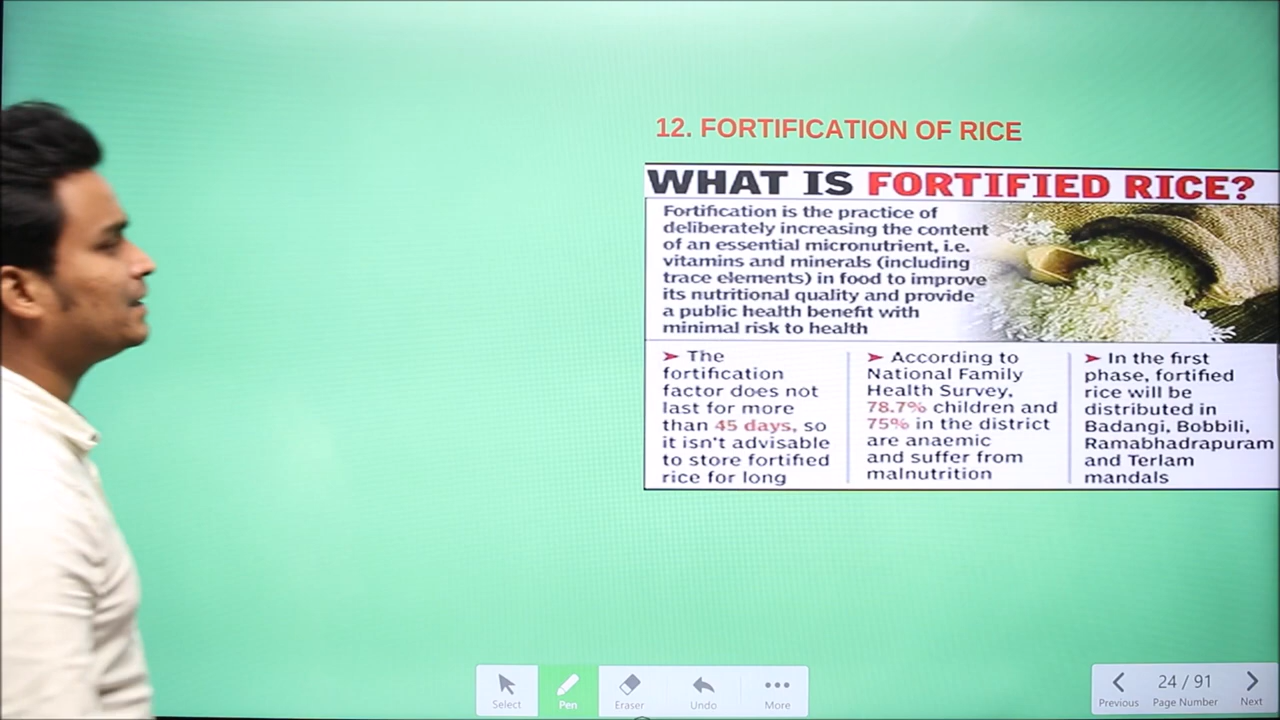 12. FORTIFICATION OF RICE
WHAT IS FORTIFIED RICE?
Fortification is the practice of
deliberately increasing the content
of an essential micronutrient, i.e.
vitamins and minerals (including
trace elements) in food to improve
its nutritional quality and provide
a public health benefit with
minimal risk to health
➤ The
fortification
factor does not
last for more
than 45 days, so
it isn't advisable
to store fortified
rice for long
➤ According to
National Family
Health Survey,
78.7% children and
75% in the district
are anaemic
and suffer from
malnutrition
➤ In the first
phase, fortified
rice will be
distributed in
Badangi, Bobbili,
Ramabhadrapuram
and Terlam
mandals
Select
Pen
Eraser
Undo
More
Previous
24 / 91
Page Number
Next